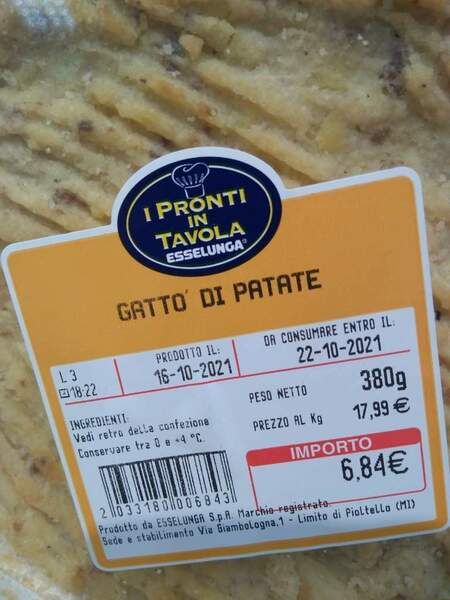 I PRONTI
IN
TAVOLA
ESSELUNGA®
GATTO' DI PATATE
L 3
18:22
PRODOTTO IL:
16-10-2021
DA CONSUMARE ENTRO IL:
22-10-2021
INGREDIENTI:
Vedi retro della confezione
Conservare tra 0 e +4 °C.
PESO NETTO 380g
PREZZO AL Kg 17,99 €
IMPORTO
6,84€
2 033180 006843
Prodotto da ESSELUNGA S.p.A. Marchio registrato.
Sede e stabilimento Via Giambologna,1 - Limito di Pioltello (MI)